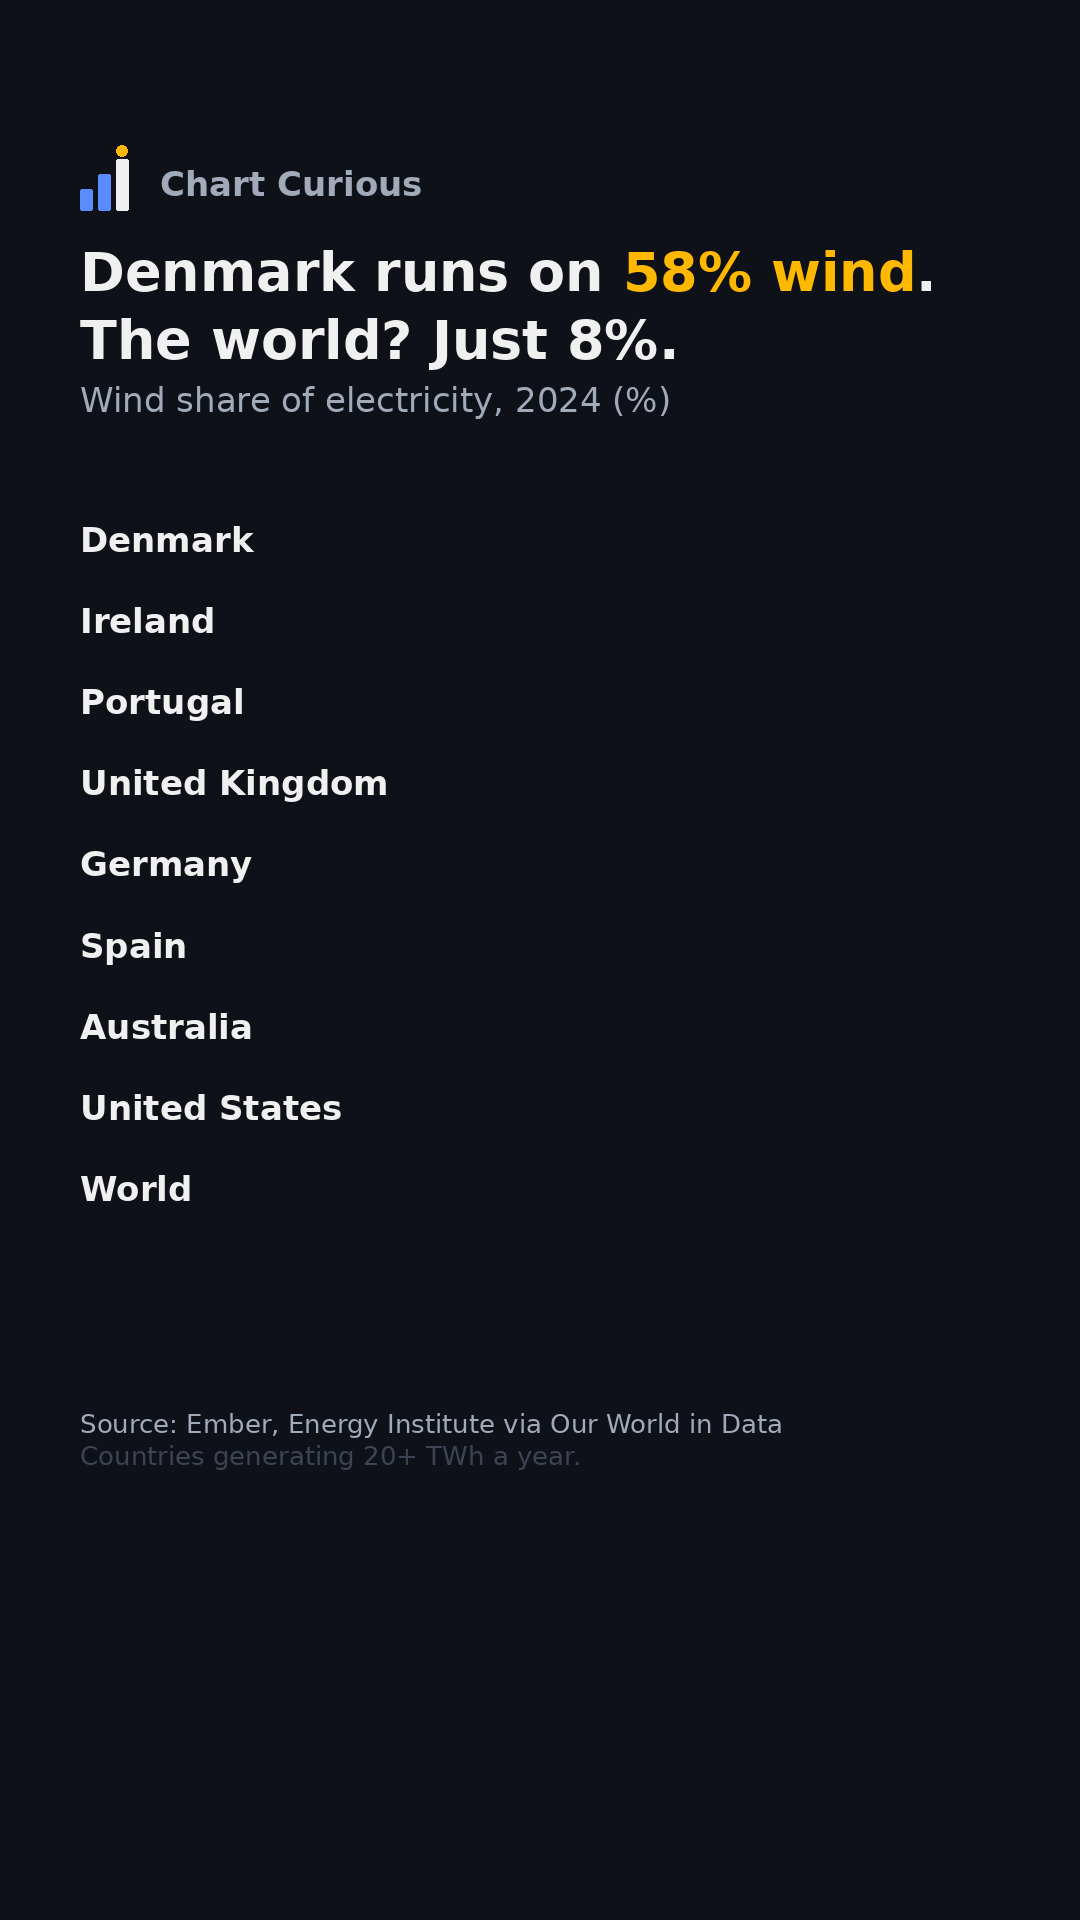 Chart Curious
Denmark runs on 58% wind.
The world? Just 8%.
Wind share of electricity, 2024 (%)
Denmark
Ireland
Portugal
United Kingdom
Germany
Spain
Australia
United States
World
Source: Ember, Energy Institute via Our World in Data
Countries generating 20+ TWh a year.